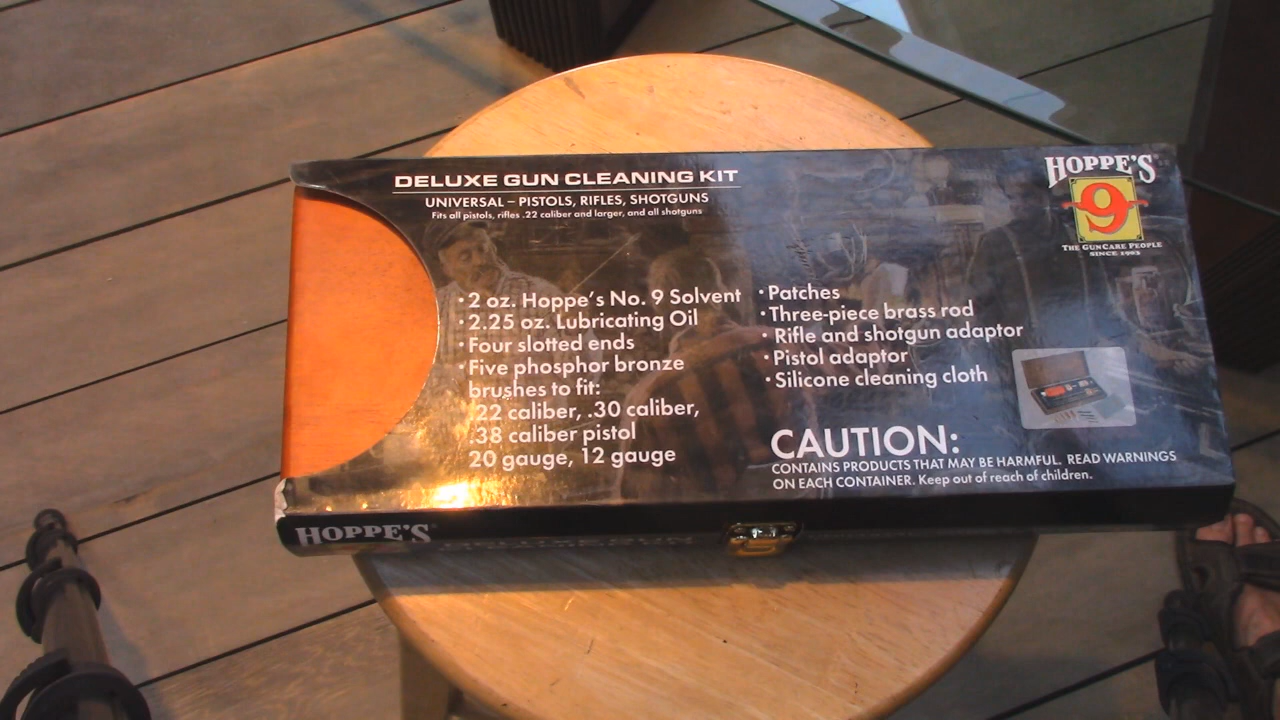 DELUXE GUN CLEANING KIT
UNIVERSAL – PISTOLS, RIFLES, SHOTGUNS
Fits all pistols, rifles .22 caliber and larger, and all shotguns
HOPPE'S
9
THE GUNCARE PEOPLE
SINCE 1903
• 2 oz. Hoppe's No. 9 Solvent
• 2.25 oz. Lubricating Oil
• Four slotted ends
• Five phosphor bronze
brushes to fit:
.22 caliber, .30 caliber,
.38 caliber pistol
20 gauge, 12 gauge
• Patches
• Three-piece brass rod
• Rifle and shotgun adaptor
• Pistol adaptor
• Silicone cleaning cloth
CAUTION:
CONTAINS PRODUCTS THAT MAY BE HARMFUL. READ WARNINGS
ON EACH CONTAINER. Keep out of reach of children.
HOPPE'S
DELUXE GUN